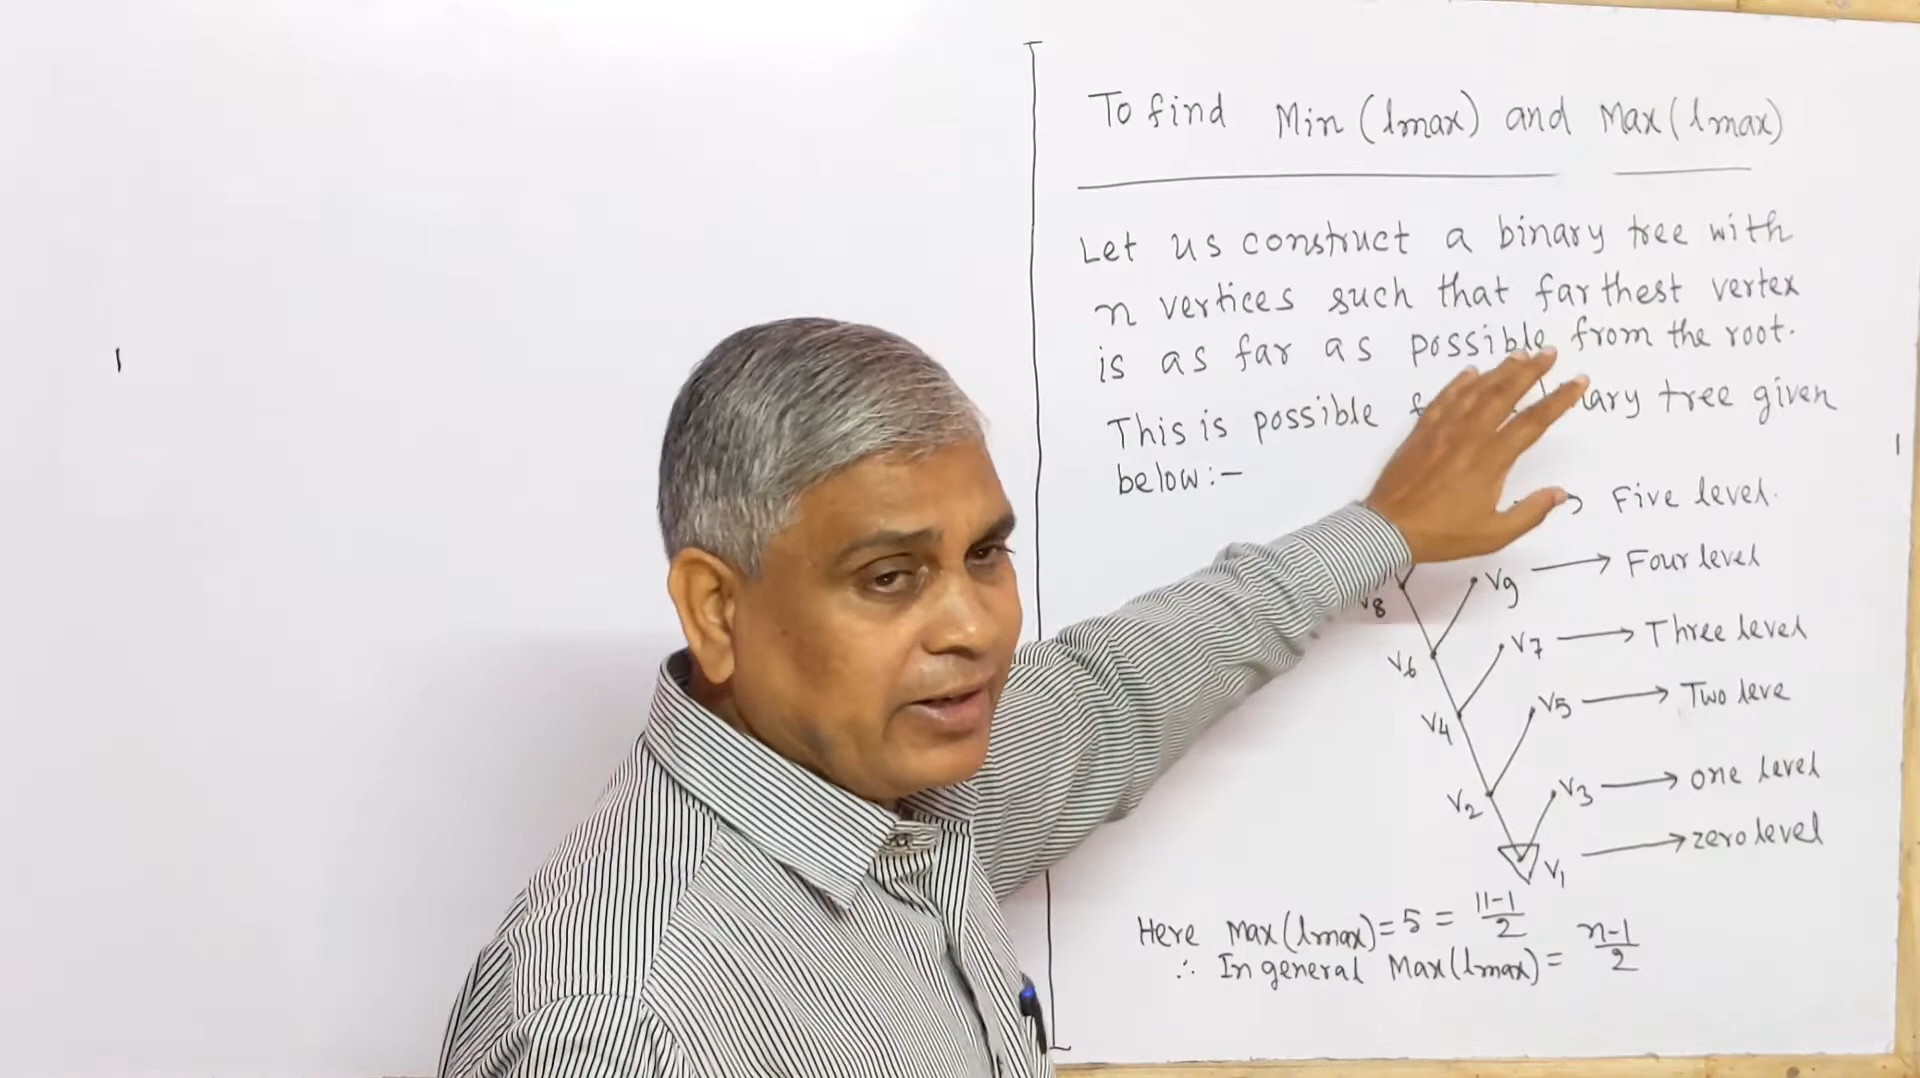 To find Min (lmax) and Max (lmax)
Let us construct a binary tree with
n vertices such that farthest vertex
is as far as possible from the root.
This is possible tree given
below:-
Five level.
V8 V9 → Four level
V6 V7 → Three level
V4 V5 → Two leve
V2 V3 → one level
V1 → zero level
Here Max (lmax) = 5 = 11-1/2
∴ In general Max (lmax) = n-1/2